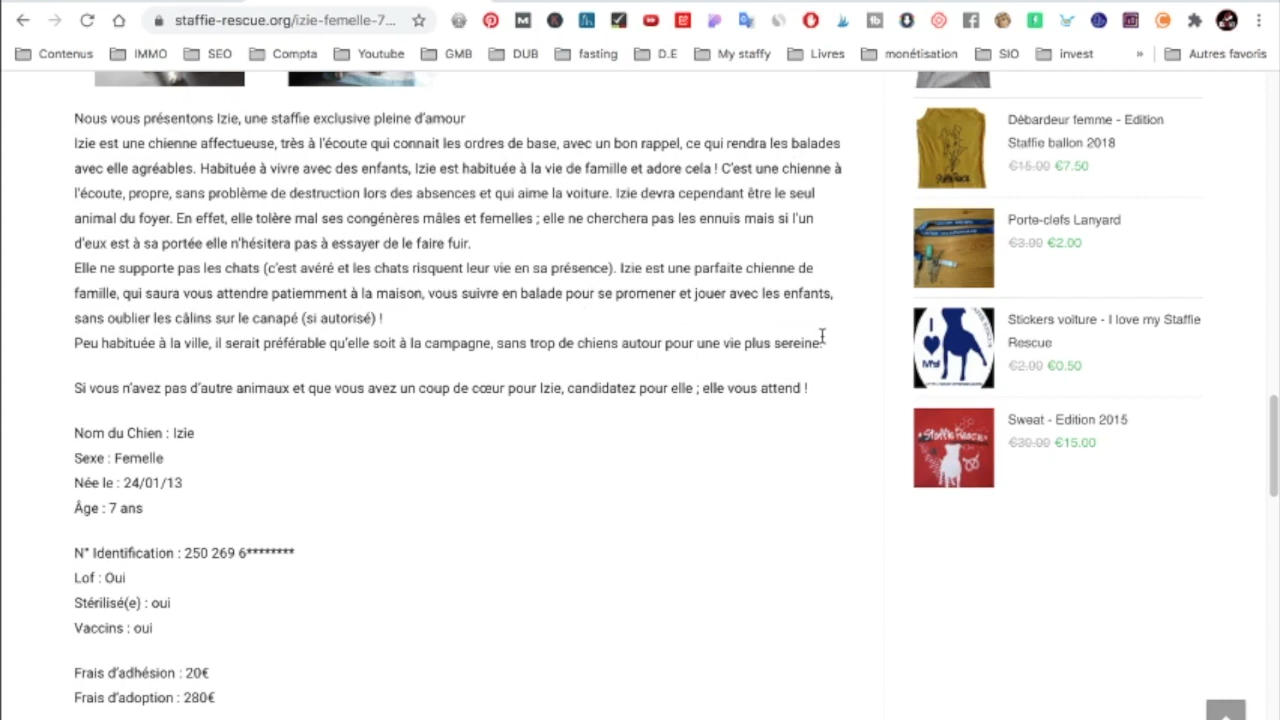 staffie-rescue.org/izie-femelle-7...
Contenus IMMO SEO Compta Youtube GMB DUB fasting D.E My staffy Livres monétisation SIO invest » Autres favoris
Nous vous présentons Izie, une staffie exclusive pleine d'amour
Izie est une chienne affectueuse, très à l'écoute qui connait les ordres de base, avec un bon rappel, ce qui rendra les balades
avec elle agréables. Habituée à vivre avec des enfants, Izie est habituée à la vie de famille et adore cela ! C'est une chienne à
l'écoute, propre, sans problème de destruction lors des absences et qui aime la voiture. Izie devra cependant être le seul
animal du foyer. En effet, elle tolère mal ses congénères mâles et femelles ; elle ne cherchera pas les ennuis mais si l'un
d'eux est à sa portée elle n'hésitera pas à essayer de le faire fuir.
Elle ne supporte pas les chats (c'est avéré et les chats risquent leur vie en sa présence). Izie est une parfaite chienne de
famille, qui saura vous attendre patiemment à la maison, vous suivre en balade pour se promener et jouer avec les enfants,
sans oublier les câlins sur le canapé (si autorisé) !
Peu habituée à la ville, il serait préférable qu'elle soit à la campagne, sans trop de chiens autour pour une vie plus sereine.
Si vous n'avez pas d'autre animaux et que vous avez un coup de cœur pour Izie, candidatez pour elle ; elle vous attend !
Nom du Chien : Izie
Sexe : Femelle
Née le : 24/01/13
Âge : 7 ans
N° Identification : 250 269 6********
Lof : Oui
Stérilisé(e) : oui
Vaccins : oui
Frais d'adhésion : 20€
Frais d'adoption : 280€
Débardeur femme - Edition
Staffie ballon 2018
€15.00 €7.50
Porte-clefs Lanyard
€3.00 €2.00
Stickers voiture - I love my Staffie
Rescue
€2.00 €0.50
Sweat - Edition 2015
€30.00 €15.00